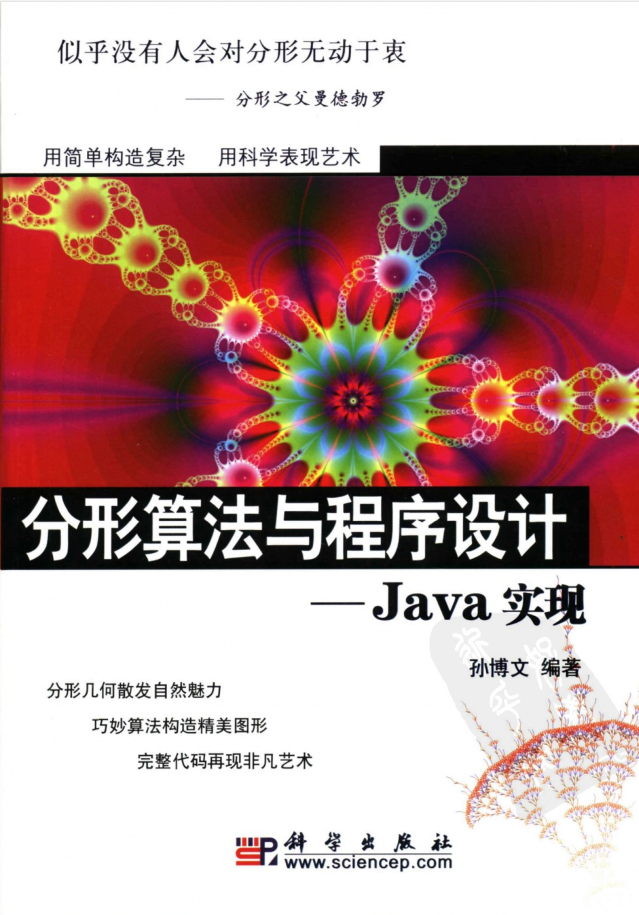 似乎没有人会对分形无动于衷
—— 分形之父曼德勃罗
用简单构造复杂 用科学表现艺术
分形算法与程序设计
—Java 实现
孙博文 编著
分形几何散发自然魅力
巧妙算法构造精美图形
完整代码再现非凡艺术
科学出版社
www.sciencep.com